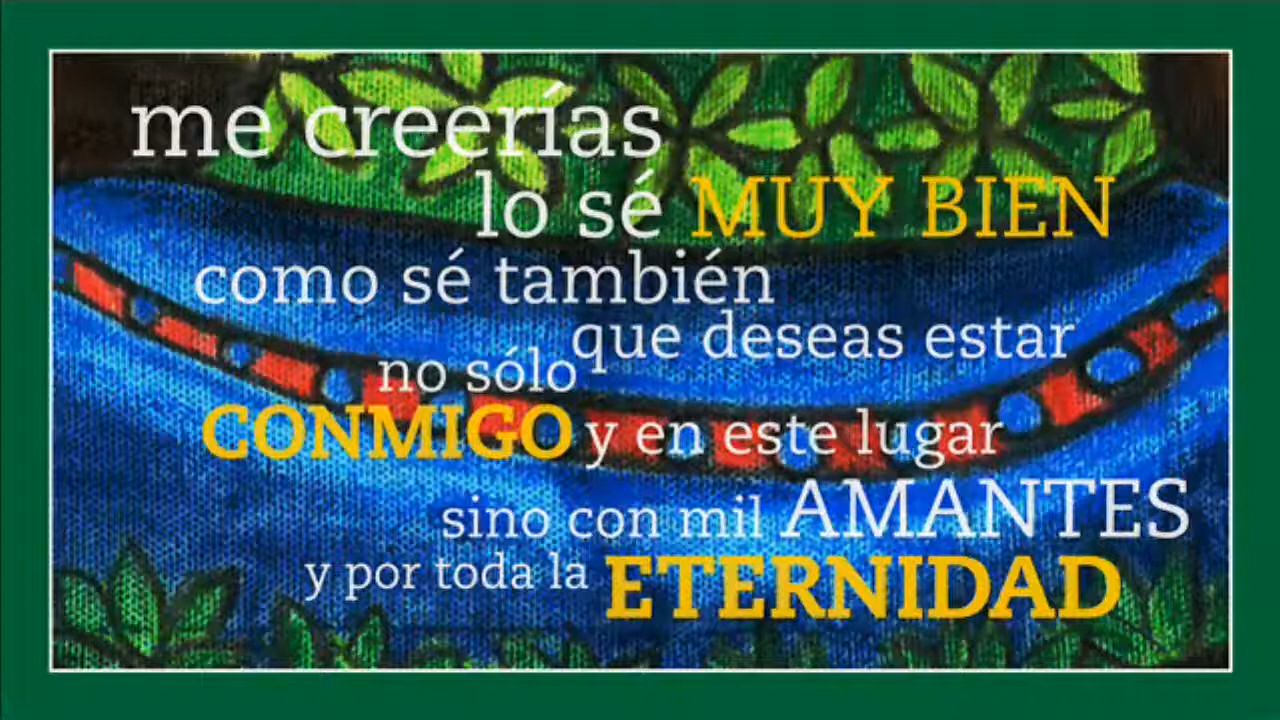 me creerías
lo sé MUY BIEN
como sé también
que deseas estar
no sólo
CONMIGO y en este lugar
sino con mil AMANTES
y por toda la ETERNIDAD